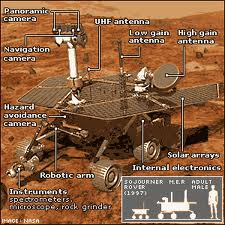 Panoramic
camera
UHF antenna
Low gain
antenna
High gain
antenna
Navigation
camera
Hazard
avoidance
camera
Solar arrays
Internal electronics
Robotic arm
Instruments
spectrometers,
microscope, rock grinder
SOJOURNER
ROVER
(1997)
M.E.R
ADULT
MALE
IMAGE: NASA